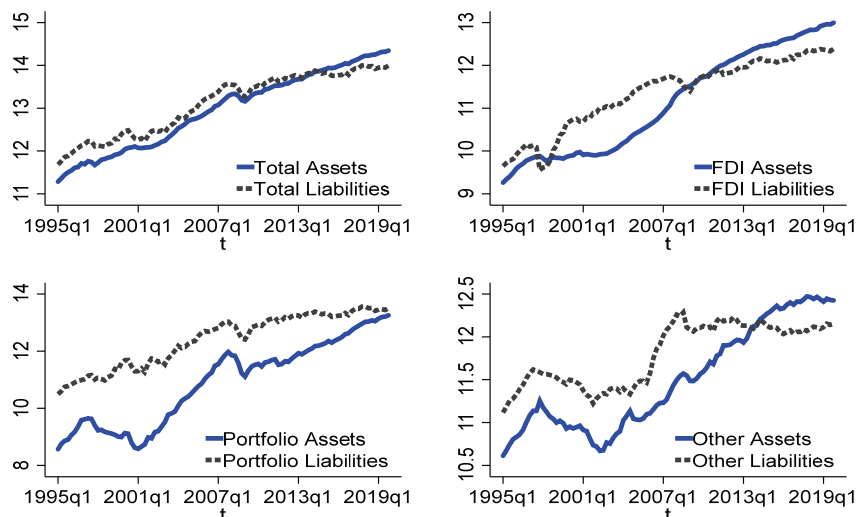 15
14
13
12
11
Total Assets
Total Liabilities
1995q1 2001q1 2007q1 2013q1 2019q1
t
13
12
11
10
9
FDI Assets
FDI Liabilities
1995q1 2001q1 2007q1 2013q1 2019q1
t
14
12
10
8
Portfolio Assets
Portfolio Liabilities
1995q1 2001q1 2007q1 2013q1 2019q1
t
12.5
12
11.5
11
10.5
Other Assets
Other Liabilities
1995q1 2001q1 2007q1 2013q1 2019q1
t